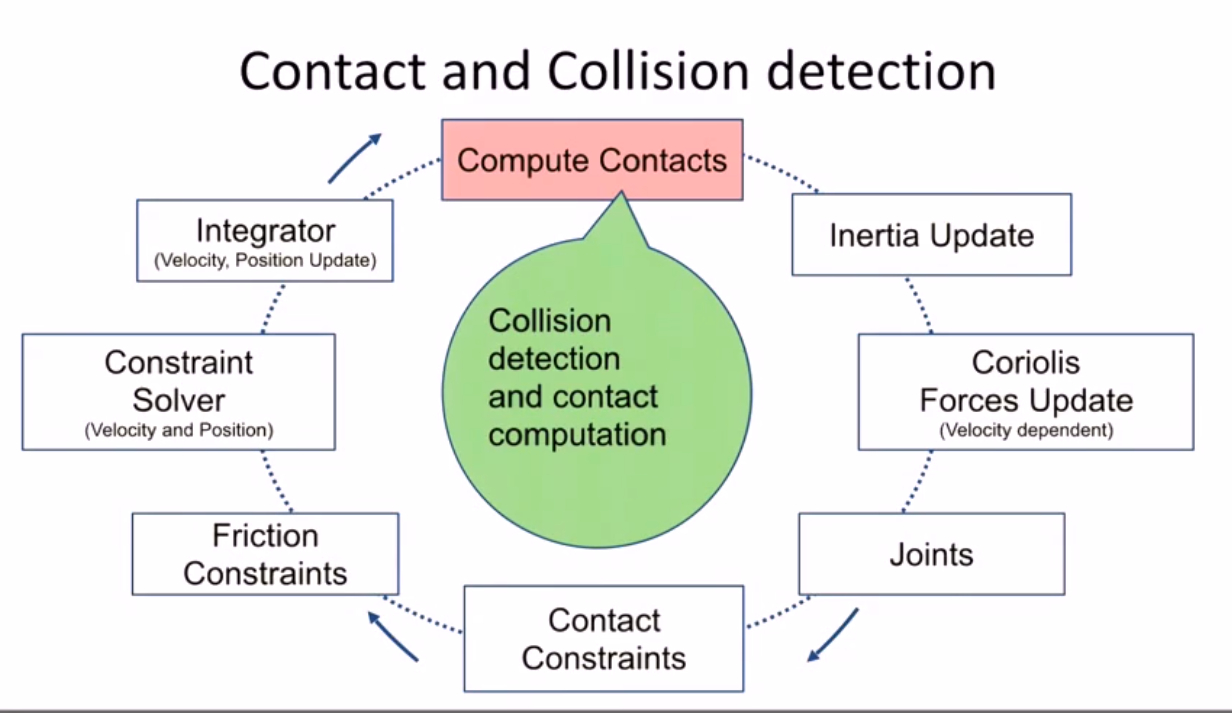 Contact and Collision detection
Compute Contacts
Integrator
(Velocity, Position Update)
Inertia Update
Constraint
Solver
(Velocity and Position)
Collision
detection
and contact
computation
Coriolis
Forces Update
(Velocity dependent)
Friction
Constraints
Joints
Contact
Constraints